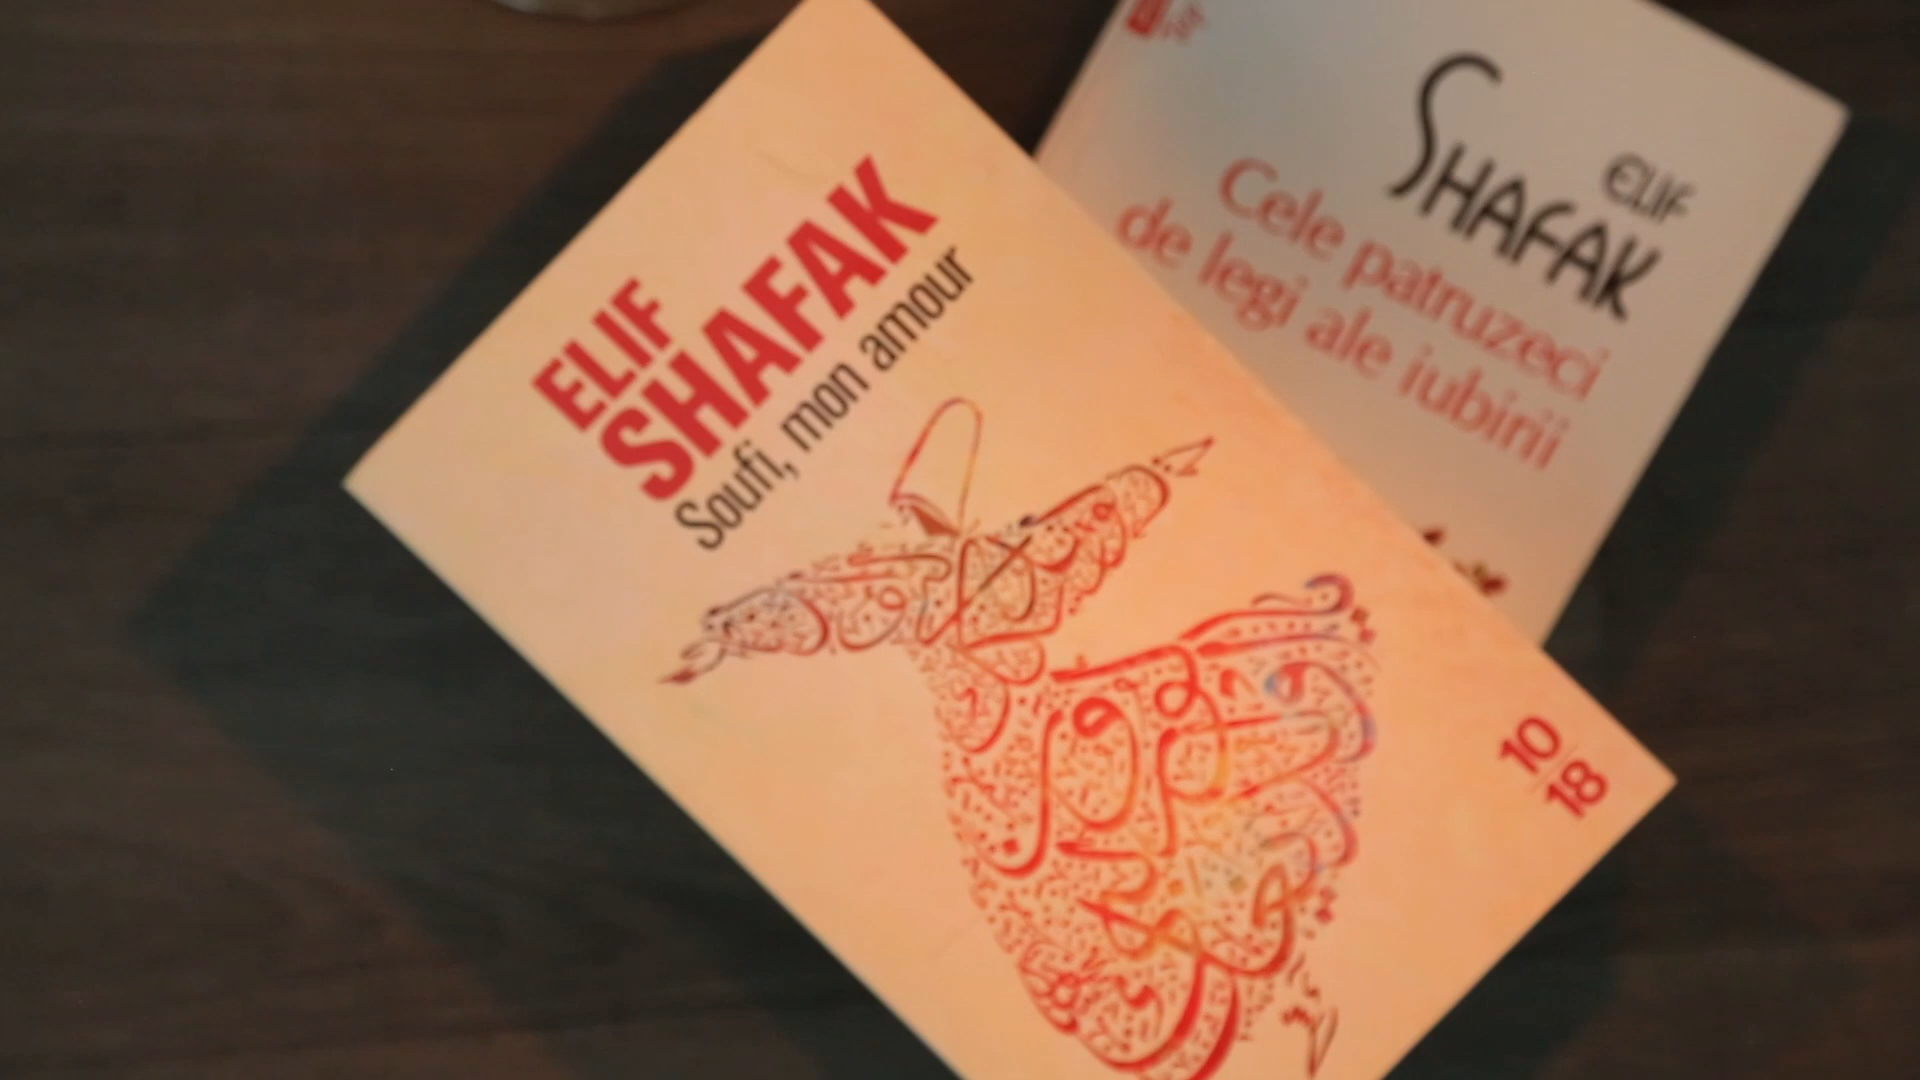 ELIF
SHAFAK
Soufi, mon amour
10
18
ELIF
SHAFAK
Cele patruzeci
de legi ale iubirii